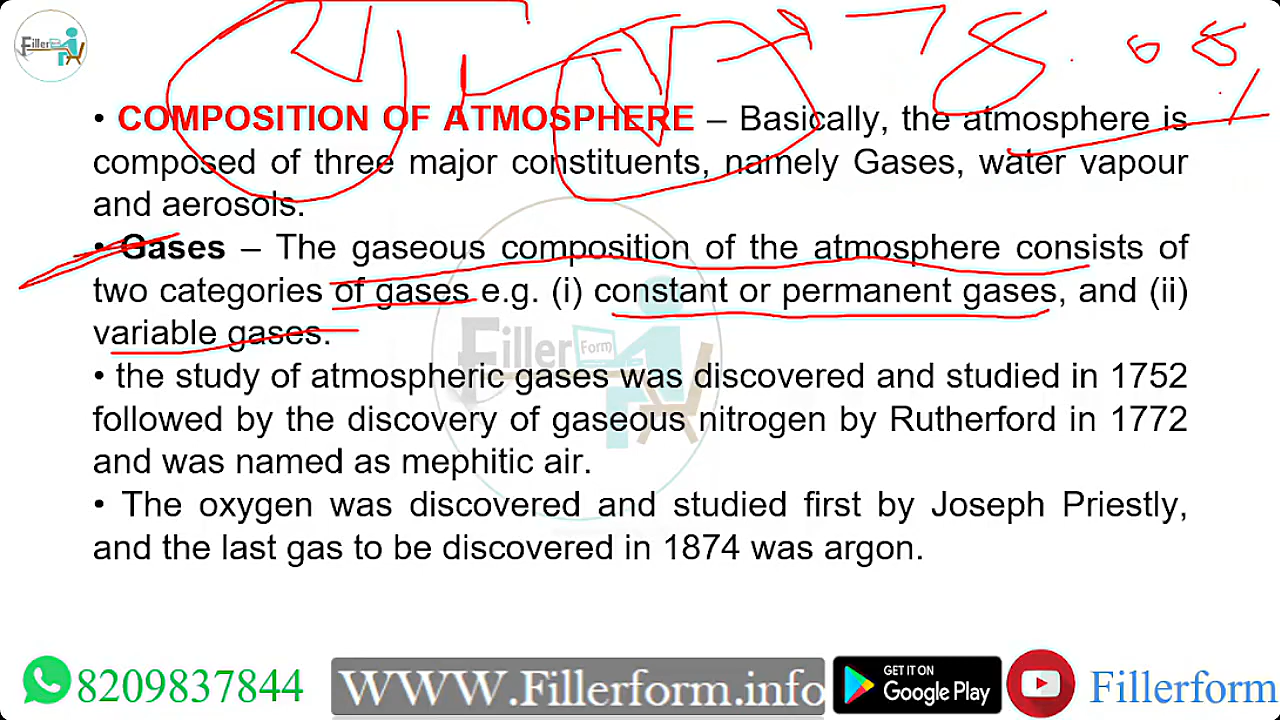 Filler
78.08
• COMPOSITION OF ATMOSPHERE – Basically, the atmosphere is
composed of three major constituents, namely Gases, water vapour
and aerosols.
• Gases – The gaseous composition of the atmosphere consists of
two categories of gases e.g. (i) constant or permanent gases, and (ii)
variable gases.
Filler Form
• the study of atmospheric gases was discovered and studied in 1752
followed by the discovery of gaseous nitrogen by Rutherford in 1772
and was named as mephitic air.
• The oxygen was discovered and studied first by Joseph Priestly,
and the last gas to be discovered in 1874 was argon.
8209837844 WWW.Fillerform.info GET IT ON Google Play Fillerform